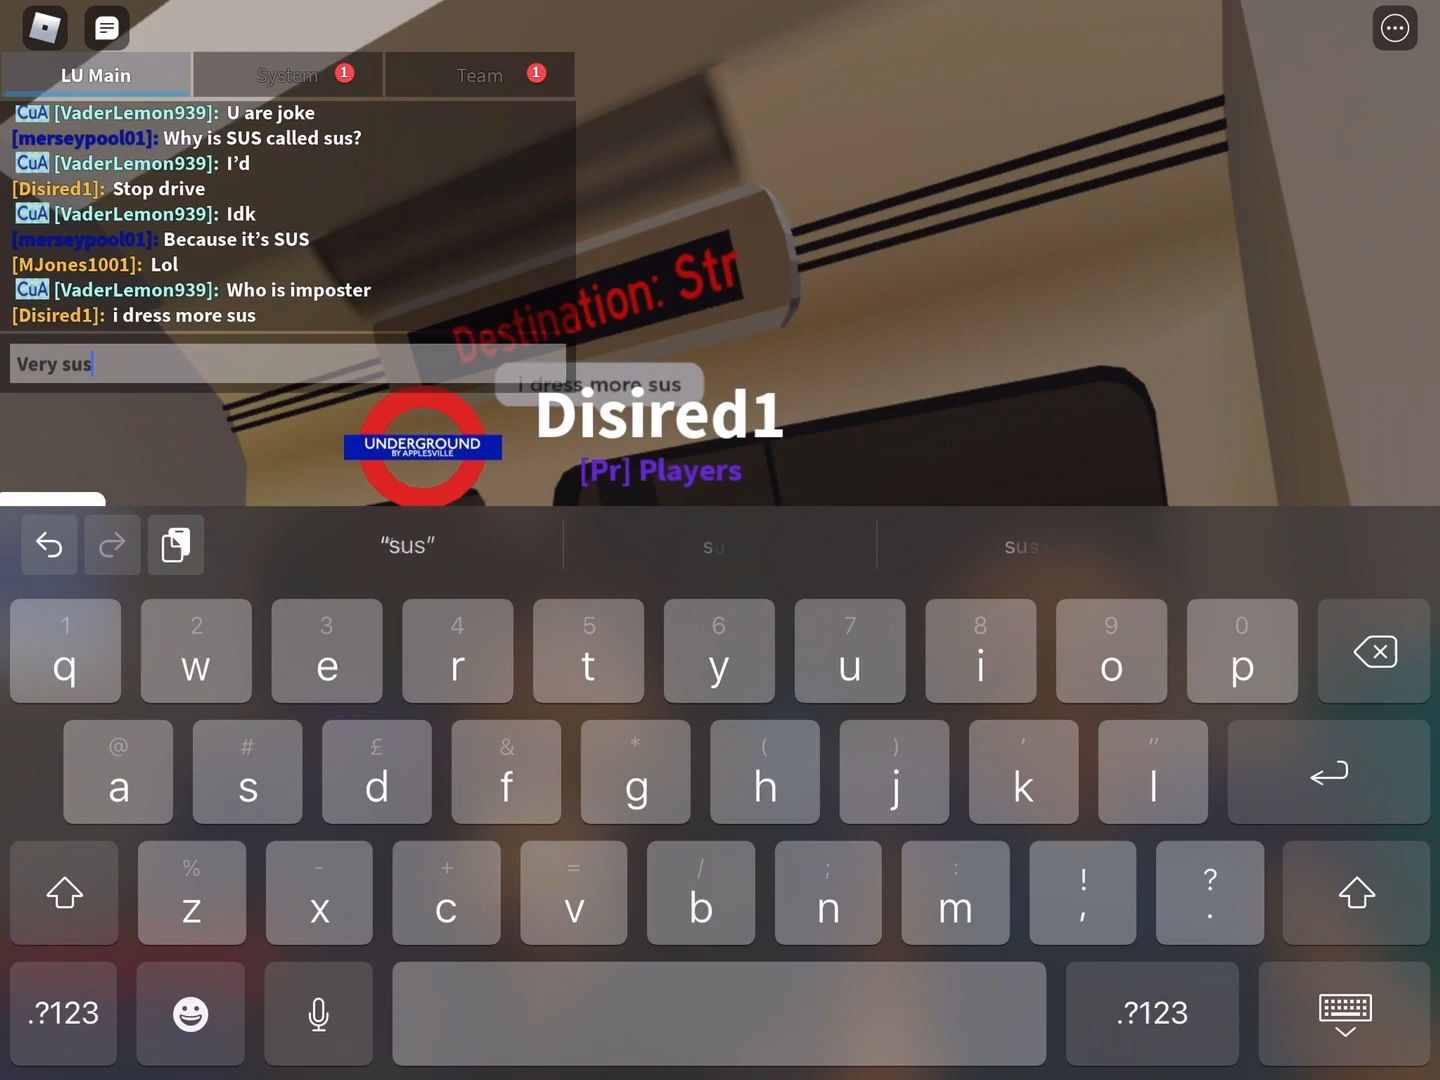 LU Main
System 1
Team 1
CuA [VaderLemon939]: U are joke
[merseypool01]: Why is SUS called sus?
CuA [VaderLemon939]: I’d
[Disired1]: Stop drive
CuA [VaderLemon939]: Idk
[merseypool01]: Because it’s SUS
[MJones1001]: Lol
CuA [VaderLemon939]: Who is imposter
[Disired1]: i dress more sus
Very sus
Destination: Str
i dress more sus
Disired1
[Pr] Players
UNDERGROUND
BY APPLESVILLE
“sus” su suss
1 2 3 4 5 6 7 8 9 0
q w e r t y u i o p
@ # £ & * ( ) ' "
a s d f g h j k l
% - + = / ; : ! ?
z x c v b n m , .
.?123 .?123